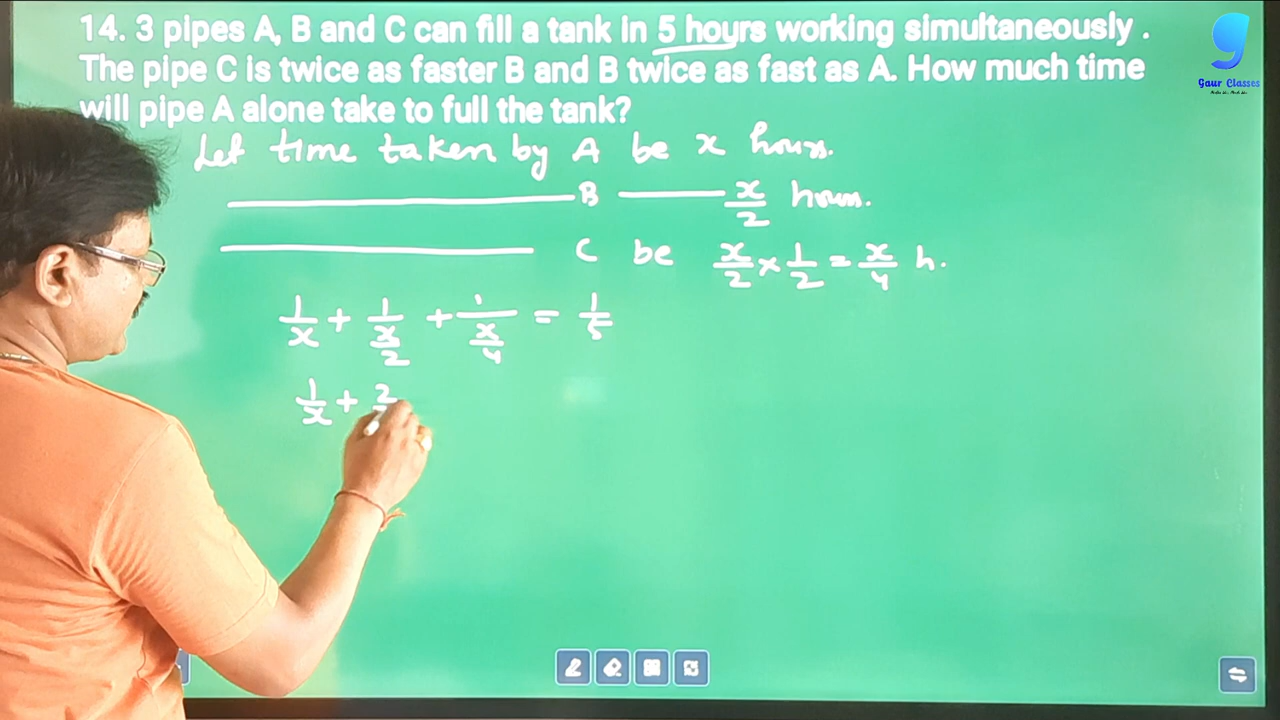 14. 3 pipes A, B and C can fill a tank in 5 hours working simultaneously .
The pipe C is twice as faster B and B twice as fast as A. How much time
will pipe A alone take to full the tank?
Let time taken by A be x hours.
B x/2 hours.
C be x/2 × 1/2 = x/4 h.
1/x + 1/(x/2) + 1/(x/4) = 1/5
1/x + 2/
g
Gaur Classes